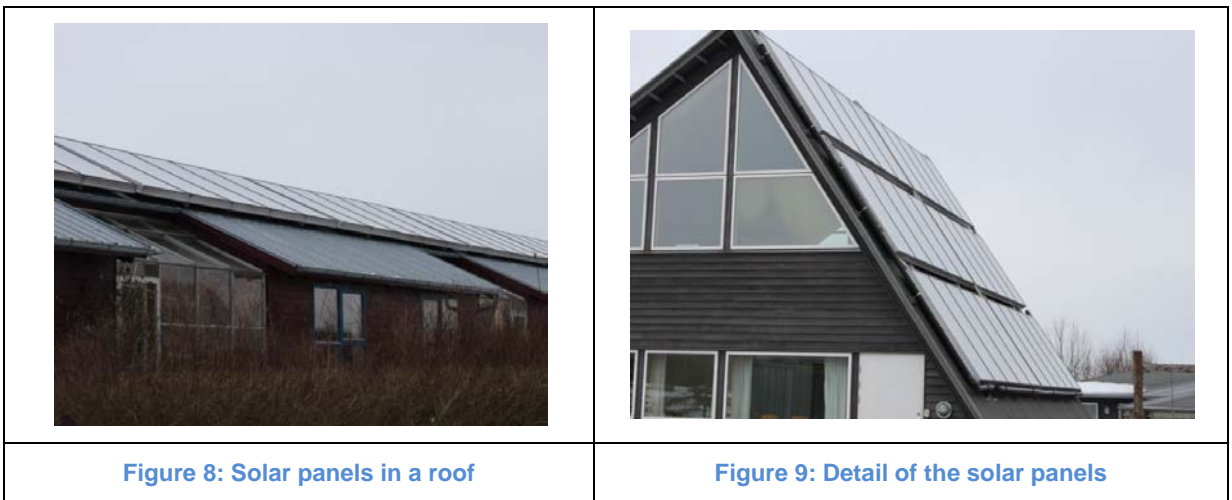 Figure 8: Solar panels in a roof
Figure 9: Detail of the solar panels